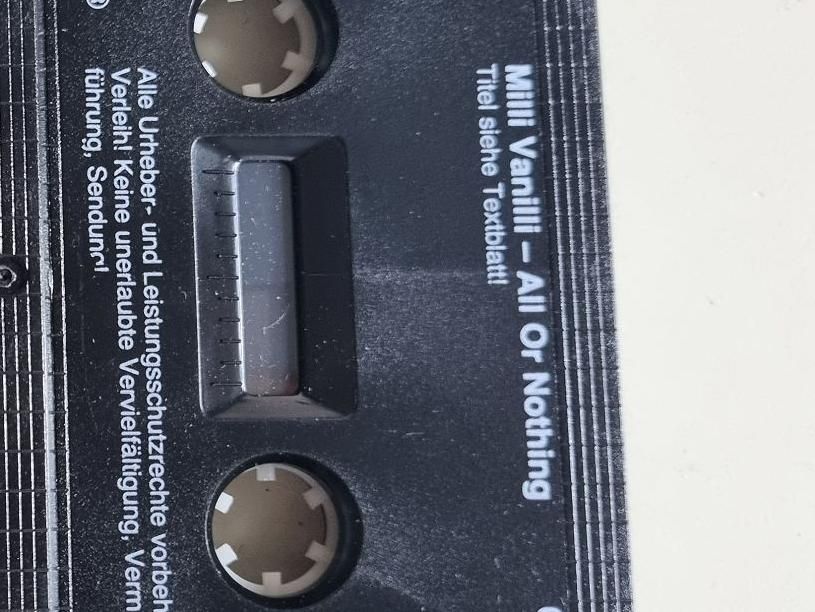 Milli Vanilli – All Or Nothing
Titel siehe Textblatt!
Alle Urheber- und Leistungsschutzrechte vorbeh
Verleih! Keine unerlaubte Vervielfältigung, Verm
führung, Sendung!
®